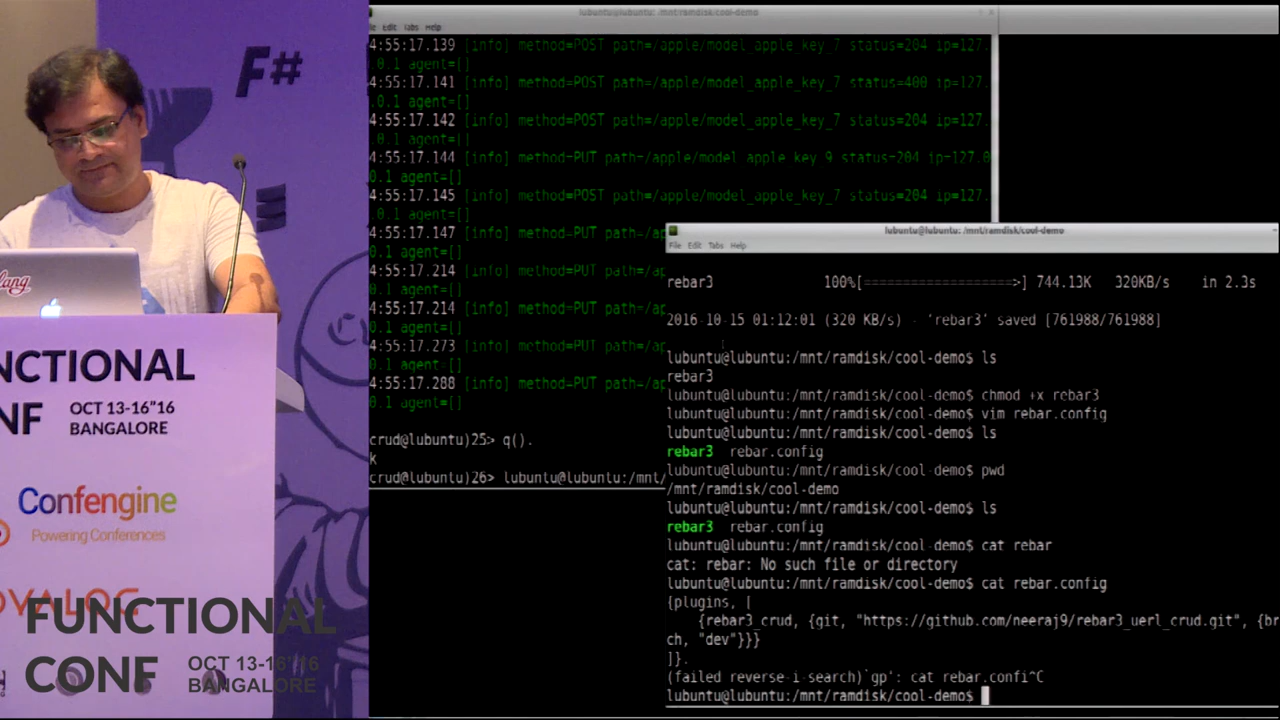 F#
lang
NCTIONAL
NF OCT 13-16"16
BANGALORE
Confengine
Powering Conferences
FUNCTIONAL
CONF OCT 13-16"16
BANGALORE
lubuntu@lubuntu: /mnt/ramdisk/cool-demo
le Edit Tabs Help
4:55:17.139 [info] method=POST path=/apple/model_apple_key_7 status=204 ip=127.
.0.1 agent=[]
4:55:17.141 [info] method=POST path=/apple/model_apple_key_7 status=400 ip=127.
.0.1 agent=[]
4:55:17.142 [info] method=POST path=/apple/model_apple_key_7 status=204 ip=127.
.0.1 agent=[]
4:55:17.144 [info] method=PUT path=/apple/model_apple_key_9 status=204 ip=127.0
0.1 agent=[]
4:55:17.145 [info] method=POST path=/apple/model_apple_key_7 status=204 ip=127.
.0.1 agent=[]
4:55:17.147 [info] method=PUT path=/ap
0.1 agent=[]
4:55:17.214 [info] method=PUT path=/ap
0.1 agent=[]
4:55:17.214 [info] method=PUT path=/ap
0.1 agent=[]
4:55:17.273 [info] method=PUT path=/ap
0.1 agent=[]
4:55:17.288 [info] method=PUT path=/ap
0.1 agent=[]
crud@lubuntu)25> q().
k
crud@lubuntu)26> lubuntu@lubuntu:/mnt/
lubuntu@lubuntu: /mnt/ramdisk/cool-demo
File Edit Tabs Help
rebar3 100%[===================>] 744.13K 320KB/s in 2.3s
2016-10-15 01:12:01 (320 KB/s) - 'rebar3' saved [761988/761988]
lubuntu@lubuntu:/mnt/ramdisk/cool-demo$ ls
rebar3
lubuntu@lubuntu:/mnt/ramdisk/cool-demo$ chmod +x rebar3
lubuntu@lubuntu:/mnt/ramdisk/cool-demo$ vim rebar.config
lubuntu@lubuntu:/mnt/ramdisk/cool-demo$ ls
rebar3 rebar.config
lubuntu@lubuntu:/mnt/ramdisk/cool-demo$ pwd
/mnt/ramdisk/cool-demo
lubuntu@lubuntu:/mnt/ramdisk/cool-demo$ ls
rebar3 rebar.config
lubuntu@lubuntu:/mnt/ramdisk/cool-demo$ cat rebar
cat: rebar: No such file or directory
lubuntu@lubuntu:/mnt/ramdisk/cool-demo$ cat rebar.config
{plugins, [
{rebar3_crud, {git, "https://github.com/neeraj9/rebar3_uerl_crud.git", {br
ch, "dev"}}}
]}.
(failed reverse-i-search)`gp': cat rebar.confi^C
lubuntu@lubuntu:/mnt/ramdisk/cool-demo$